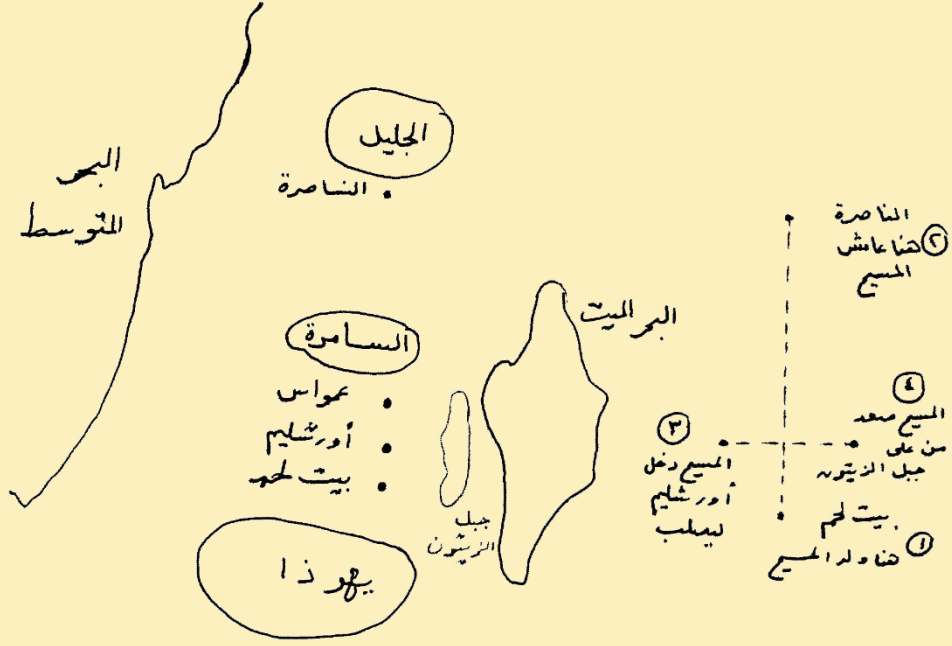 البحر
المتوسط
الجليل
الناصرة
السامرة
عمواس
أورشليم
بيت لحم
يهوذا
البحر الميت
جبل
الزيتون
الناصرة
٢ هنا عاش
المسيح
٤
المسيح صعد
من على
جبل الزيتون
٣
المسيح دخل
أورشليم
ليصلب
بيت لحم
١ هنا ولد المسيح